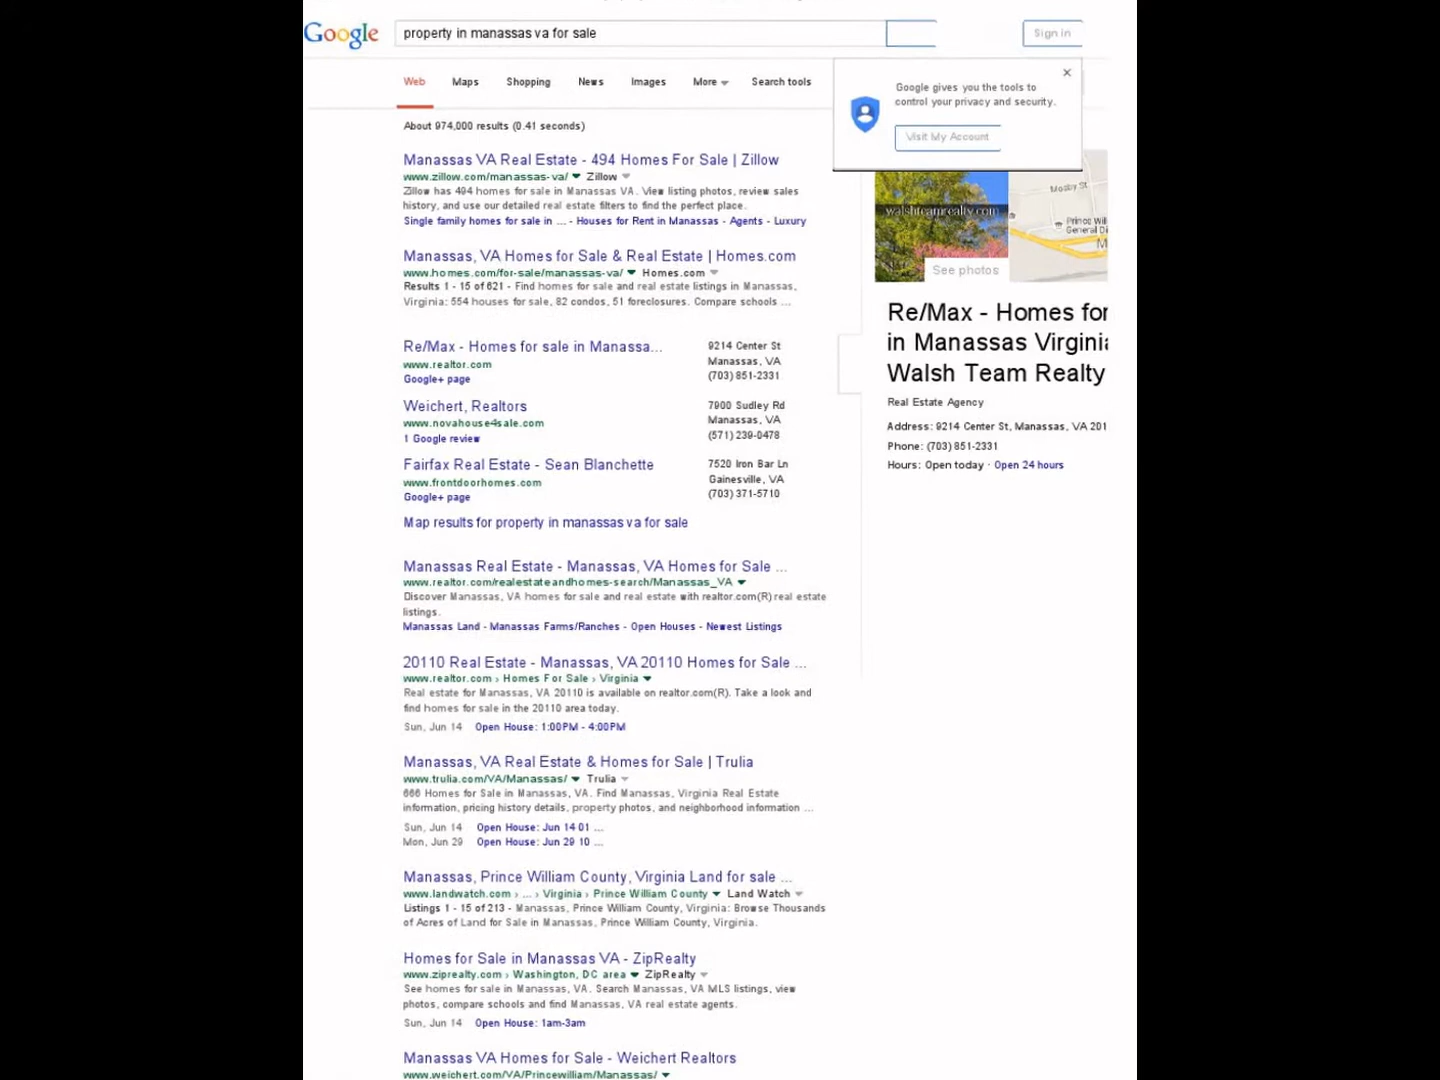 Google
property in manassas va for sale
Sign in
Web Maps Shopping News Images More Search tools
Google gives you the tools to
control your privacy and security.
Visit My Account
About 974,000 results (0.41 seconds)
Manassas VA Real Estate - 494 Homes For Sale | Zillow
www.zillow.com/manassas-va/ Zillow
Zillow has 494 homes for sale in Manassas VA. View listing photos, review sales
history, and use our detailed real estate filters to find the perfect place.
Single family homes for sale in ... - Houses for Rent in Manassas - Agents - Luxury
Manassas, VA Homes for Sale & Real Estate | Homes.com
www.homes.com/for-sale/manassas-va/ Homes.com
Results 1 - 15 of 621 - Find homes for sale and real estate listings in Manassas,
Virginia: 554 houses for sale, 82 condos, 51 foreclosures. Compare schools ...
Re/Max - Homes for sale in Manassa...
www.realtor.com
Google+ page
9214 Center St
Manassas, VA
(703) 851-2331
Weichert, Realtors
www.novahouse4sale.com
1 Google review
7900 Sudley Rd
Manassas, VA
(571) 239-0478
Fairfax Real Estate - Sean Blanchette
www.frontdoorhomes.com
Google+ page
7520 Iron Bar Ln
Gainesville, VA
(703) 371-5710
Map results for property in manassas va for sale
Manassas Real Estate - Manassas, VA Homes for Sale ...
www.realtor.com/realestateandhomes-search/Manassas_VA
Discover Manassas, VA homes for sale and real estate with realtor.com(R) real estate
listings.
Manassas Land - Manassas Farms/Ranches - Open Houses - Newest Listings
20110 Real Estate - Manassas, VA 20110 Homes for Sale ...
www.realtor.com › Homes For Sale › Virginia
Real estate for Manassas, VA 20110 is available on realtor.com(R). Take a look and
find homes for sale in the 20110 area today.
Sun, Jun 14 Open House: 1:00PM - 4:00PM
Manassas, VA Real Estate & Homes for Sale | Trulia
www.trulia.com/VA/Manassas/ Trulia
666 Homes for Sale in Manassas, VA. Find Manassas, Virginia Real Estate
information, pricing history details, property photos, and neighborhood information ...
Sun, Jun 14 Open House: Jun 14 01 ...
Mon, Jun 29 Open House: Jun 29 10 ...
Manassas, Prince William County, Virginia Land for sale ...
www.landwatch.com › ... › Virginia › Prince William County Land Watch
Listings 1 - 15 of 213 - Manassas, Prince William County, Virginia: Browse Thousands
of Acres of Land for Sale in Manassas, Prince William County, Virginia.
Homes for Sale in Manassas VA - ZipRealty
www.ziprealty.com › Washington, DC area ZipRealty
See homes for sale in Manassas, VA. Search Manassas, VA MLS listings, view
photos, compare schools and find Manassas, VA real estate agents.
Sun, Jun 14 Open House: 1am-3am
Manassas VA Homes for Sale - Weichert Realtors
www.weichert.com/VA/Princewilliam/Manassas/
walshteamrealty.com
See photos
Mosby St
Prince Wil
General Di
M
Re/Max - Homes for
in Manassas Virginia
Walsh Team Realty
Real Estate Agency
Address: 9214 Center St, Manassas, VA 201
Phone: (703) 851-2331
Hours: Open today · Open 24 hours